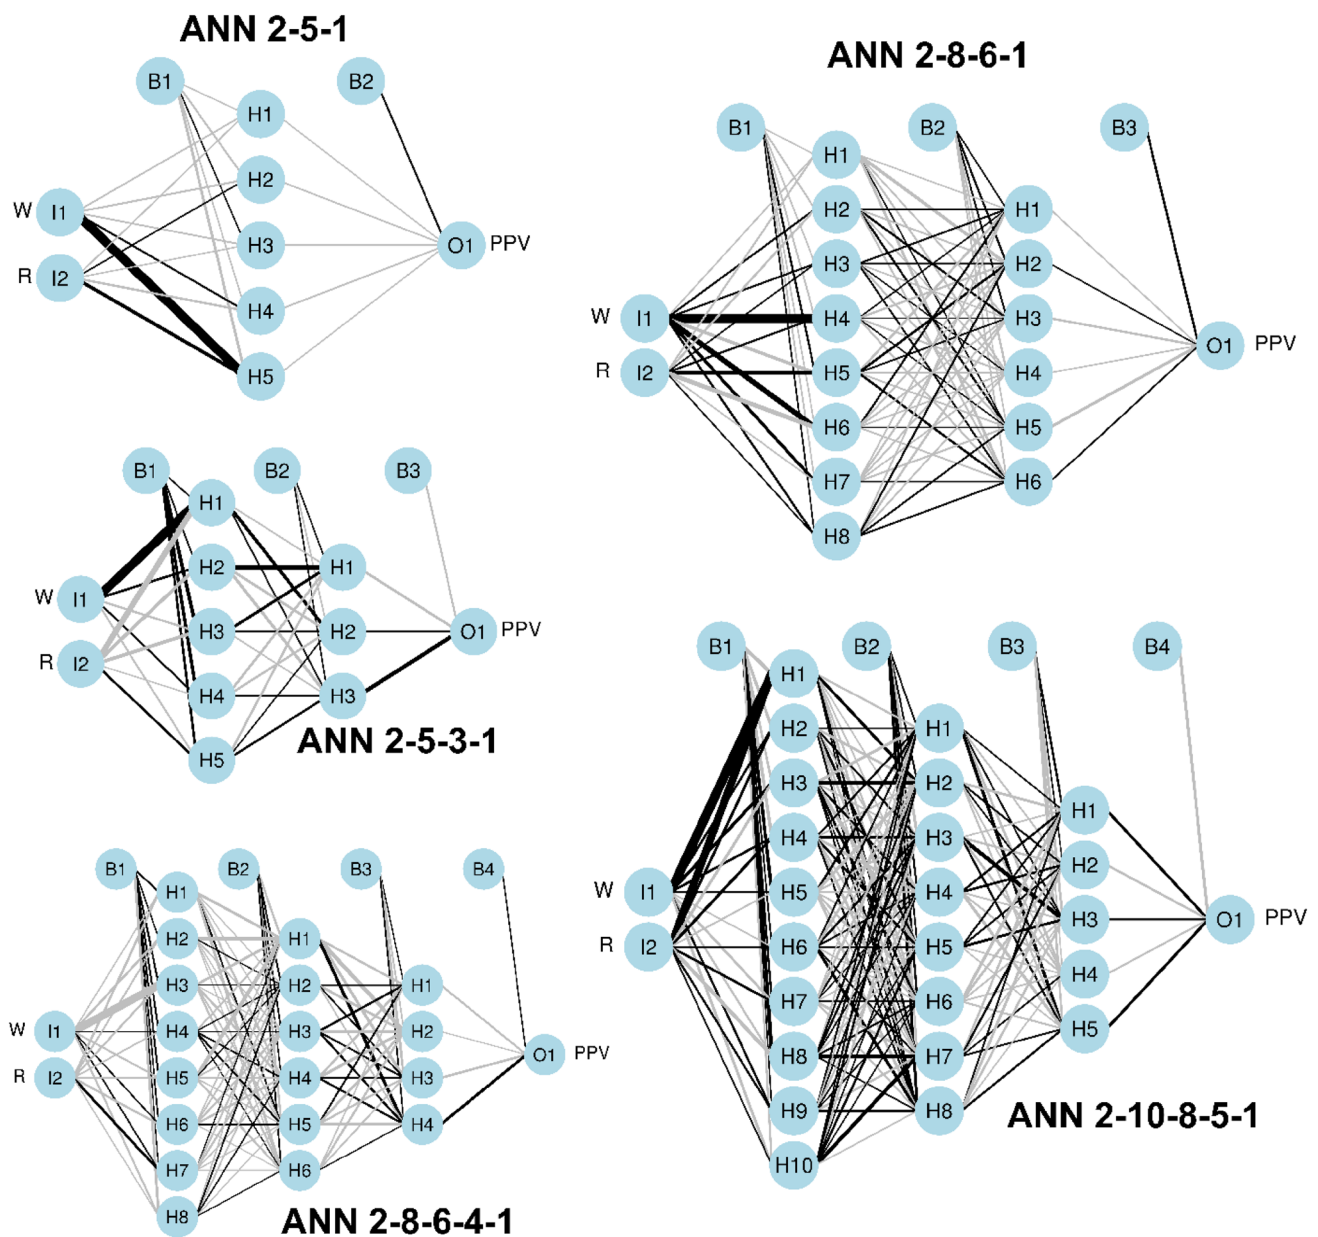 ANN 2-5-1
B1
B2
H1
H2
W I1
H3
O1 PPV
R I2
H4
H5
ANN 2-8-6-1
B1
B2
B3
H1
H2
H1
H3
H2
W I1
H4
H3
O1 PPV
R I2
H5
H4
H6
H5
H7
H6
H8
B1
B2
B3
H1
H2
H1
W I1
H3
H2
O1 PPV
R I2
H4
H3
H5
ANN 2-5-3-1
B1
B2
B3
B4
H1
H2
H1
H3
H2
H1
W I1
H4
H3
H2
O1 PPV
R I2
H5
H4
H3
H6
H5
H4
H7
H6
H8
ANN 2-8-6-4-1
B1
B2
B3
B4
H1
H2
H1
H3
H2
H1
H4
H3
H2
W I1
H5
H4
H3
O1 PPV
R I2
H6
H5
H4
H7
H6
H5
H8
H7
H9
H8
H10
ANN 2-10-8-5-1